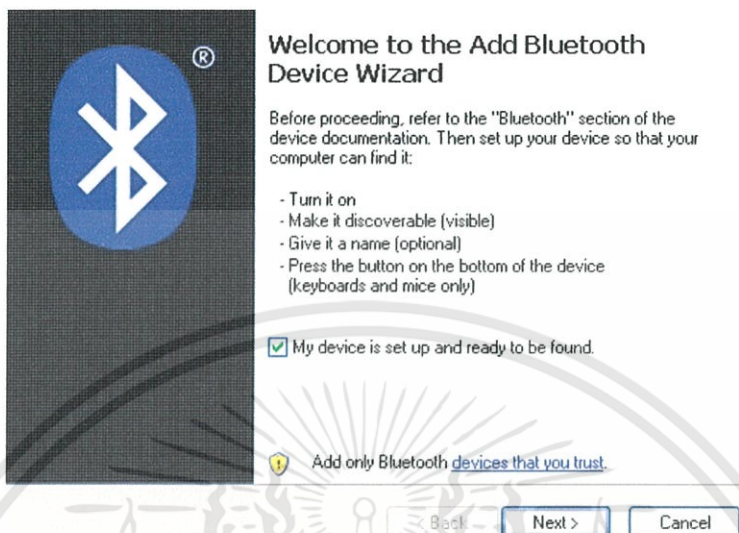 ®
Welcome to the Add Bluetooth
Device Wizard
Before proceeding, refer to the "Bluetooth" section of the
device documentation. Then set up your device so that your
computer can find it:
- Turn it on
- Make it discoverable (visible)
- Give it a name (optional)
- Press the button on the bottom of the device
(keyboards and mice only)
My device is set up and ready to be found.
Add only Bluetooth devices that you trust.
< Back Next > Cancel